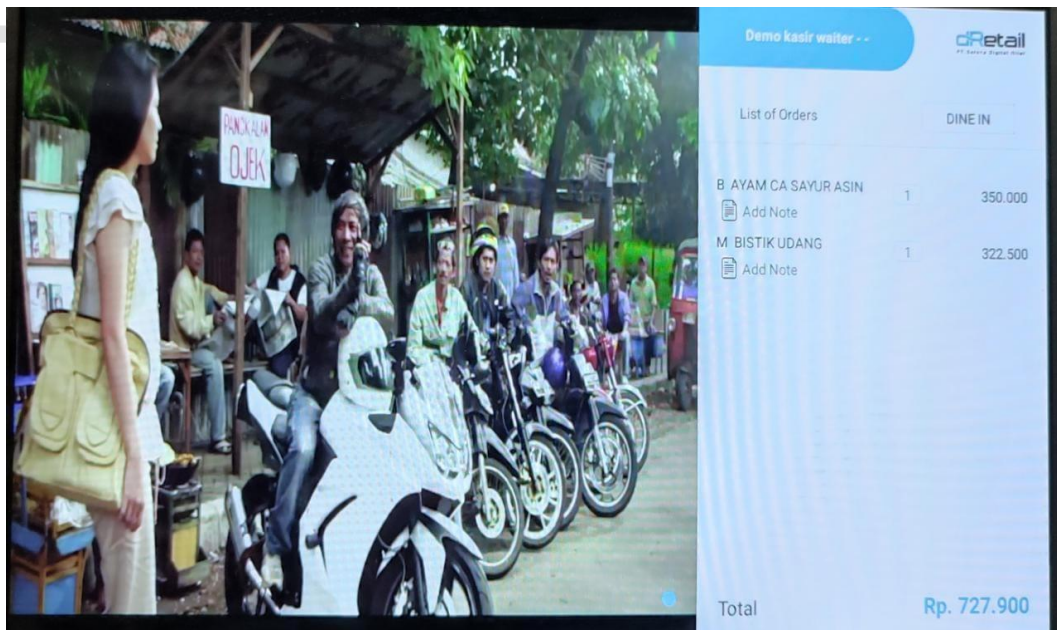 PANGKALAN
OJEK
Demo kasir waiter - -
dRetail
List of Orders
DINE IN
B AYAM CA SAYUR ASIN 1 350.000
Add Note
M BISTIK UDANG 1 322.500
Add Note
Total Rp. 727.900